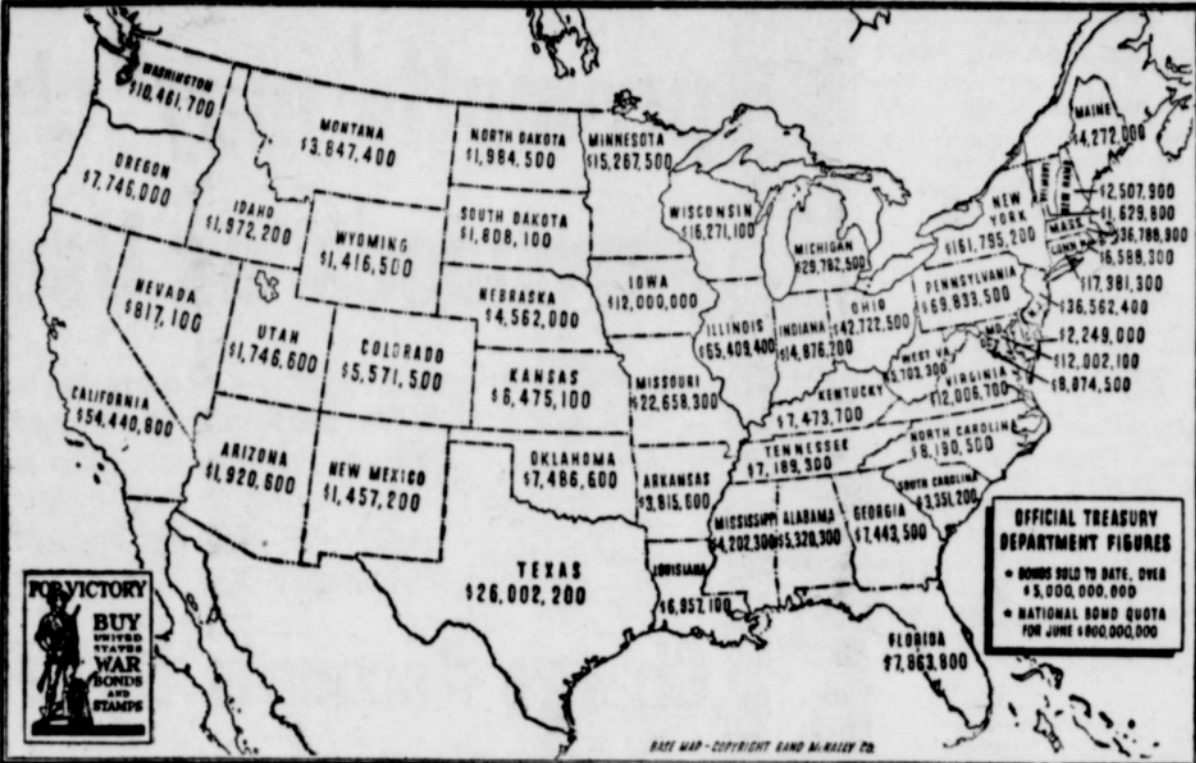 WASHINGTON
$10,461,700
MONTANA
$3,847,400
NORTH DAKOTA
$1,984,500
MINNESOTA
$15,267,500
MAINE
$4,272,000
OREGON
$7,746,000
IDAHO
$1,972,200
WYOMING
$1,416,500
SOUTH DAKOTA
$1,808,100
WISCONSIN
$16,271,100
MICHIGAN
$29,782,500
NEW
YORK
$161,795,200
VERMONT
NEW HAMP.
MASS.
CONN.
$2,507,900
$1,629,800
$36,788,800
$6,588,300
$17,381,300
$36,562,400
$2,249,000
$12,002,100
$8,874,500
NEVADA
$817,100
UTAH
$1,746,600
COLORADO
$5,571,500
NEBRASKA
$4,562,000
IOWA
$12,000,000
ILLINOIS
$65,409,400
INDIANA
$14,876,200
OHIO
$42,722,500
PENNSYLVANIA
$69,833,500
MD.
CALIFORNIA
$54,440,800
KANSAS
$6,475,100
MISSOURI
$22,658,300
WEST VA.
VIRGINIA
$12,006,700
KENTUCKY
$7,473,700
ARIZONA
$1,920,600
NEW MEXICO
$1,457,200
OKLAHOMA
$7,486,600
ARKANSAS
$3,815,600
TENNESSEE
$7,189,300
NORTH CAROLINA
$8,190,500
SOUTH CAROLINA
$3,351,200
TEXAS
$26,002,200
LOUISIANA
$6,957,100
MISSISSIPPI
$4,202,300
ALABAMA
$5,320,300
GEORGIA
$7,443,500
FLORIDA
$7,863,800
OFFICIAL TREASURY
DEPARTMENT FIGURES
* BONDS SOLD TO DATE, OVER
$5,000,000,000
* NATIONAL BOND QUOTA
FOR JUNE $800,000,000
FOR VICTORY
BUY
UNITED
STATES
WAR
BONDS
AND
STAMPS
BASE MAP - COPYRIGHT RAND McNALLY CO.